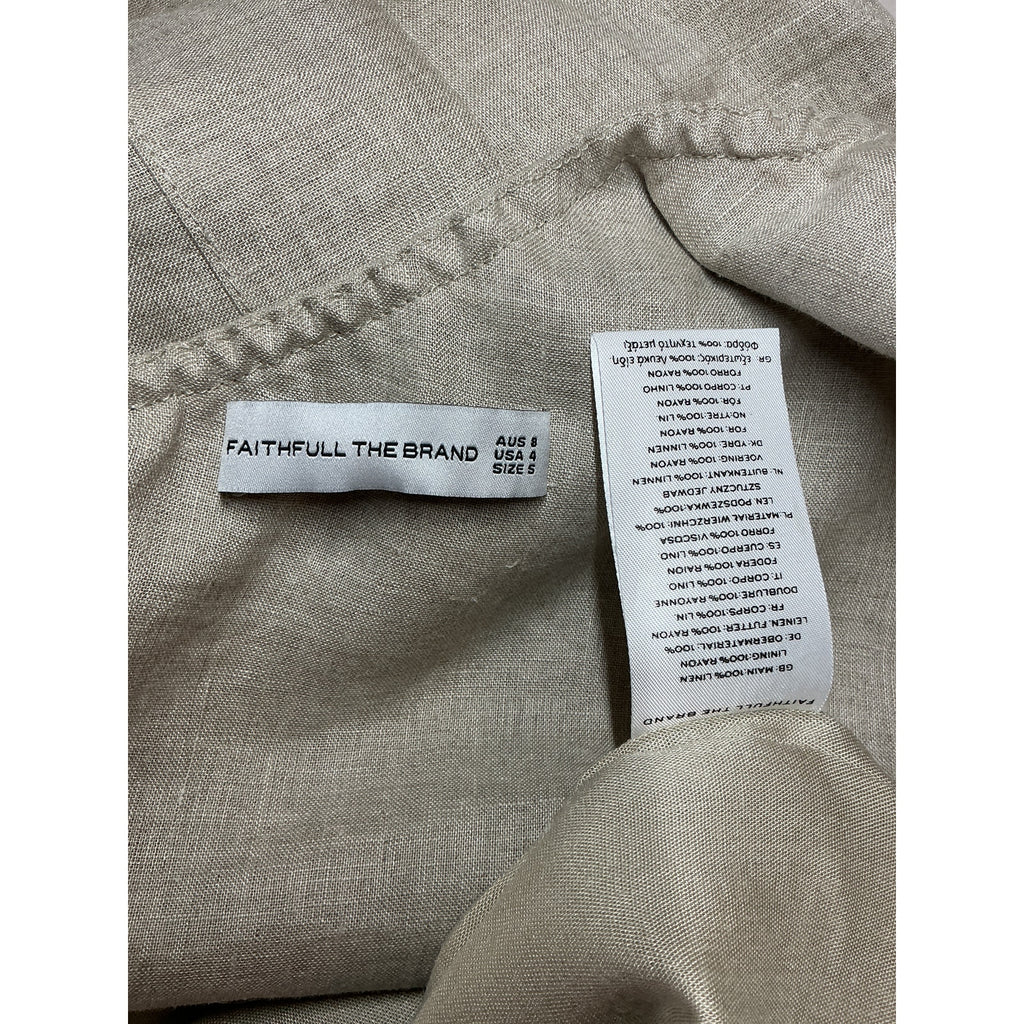 FAITHFULL THE BRAND
AUS 8
USA 4
SIZE S
FAITHFULL THE BRAND
GB: MAIN:100% LINEN
LINING:100% RAYON
DE: OBERMATERIAL: 100%
LEINEN. FUTTER:100% RAYON
FR: CORPS:100% LIN.
DOUBLURE:100% RAYONNE
IT: CORPO:100% LINO
FODERA 100% RAION
ES: CUERPO:100% LINO.
FORRO 100% VISCOSA
PL:MATERIAL WIERZCHNI:100%
LEN. PODSZEWKA:100%
SZTUCZNY JEDWAB
NL: BUITENKANT: 100% LINNEN
VOERING:100% RAYON
DK: YDRE: 100% LINNEN
FOR: 100% RAYON
NO:YTRE:100% LIN.
FÔR: 100% RAYON
PT: CORPO:100% LINHO
FORRO 100% RAYON
GR: εξωτερικός: 100% Λευκά είδη
Φόδρα: 100% Τεχνητό μετάξι